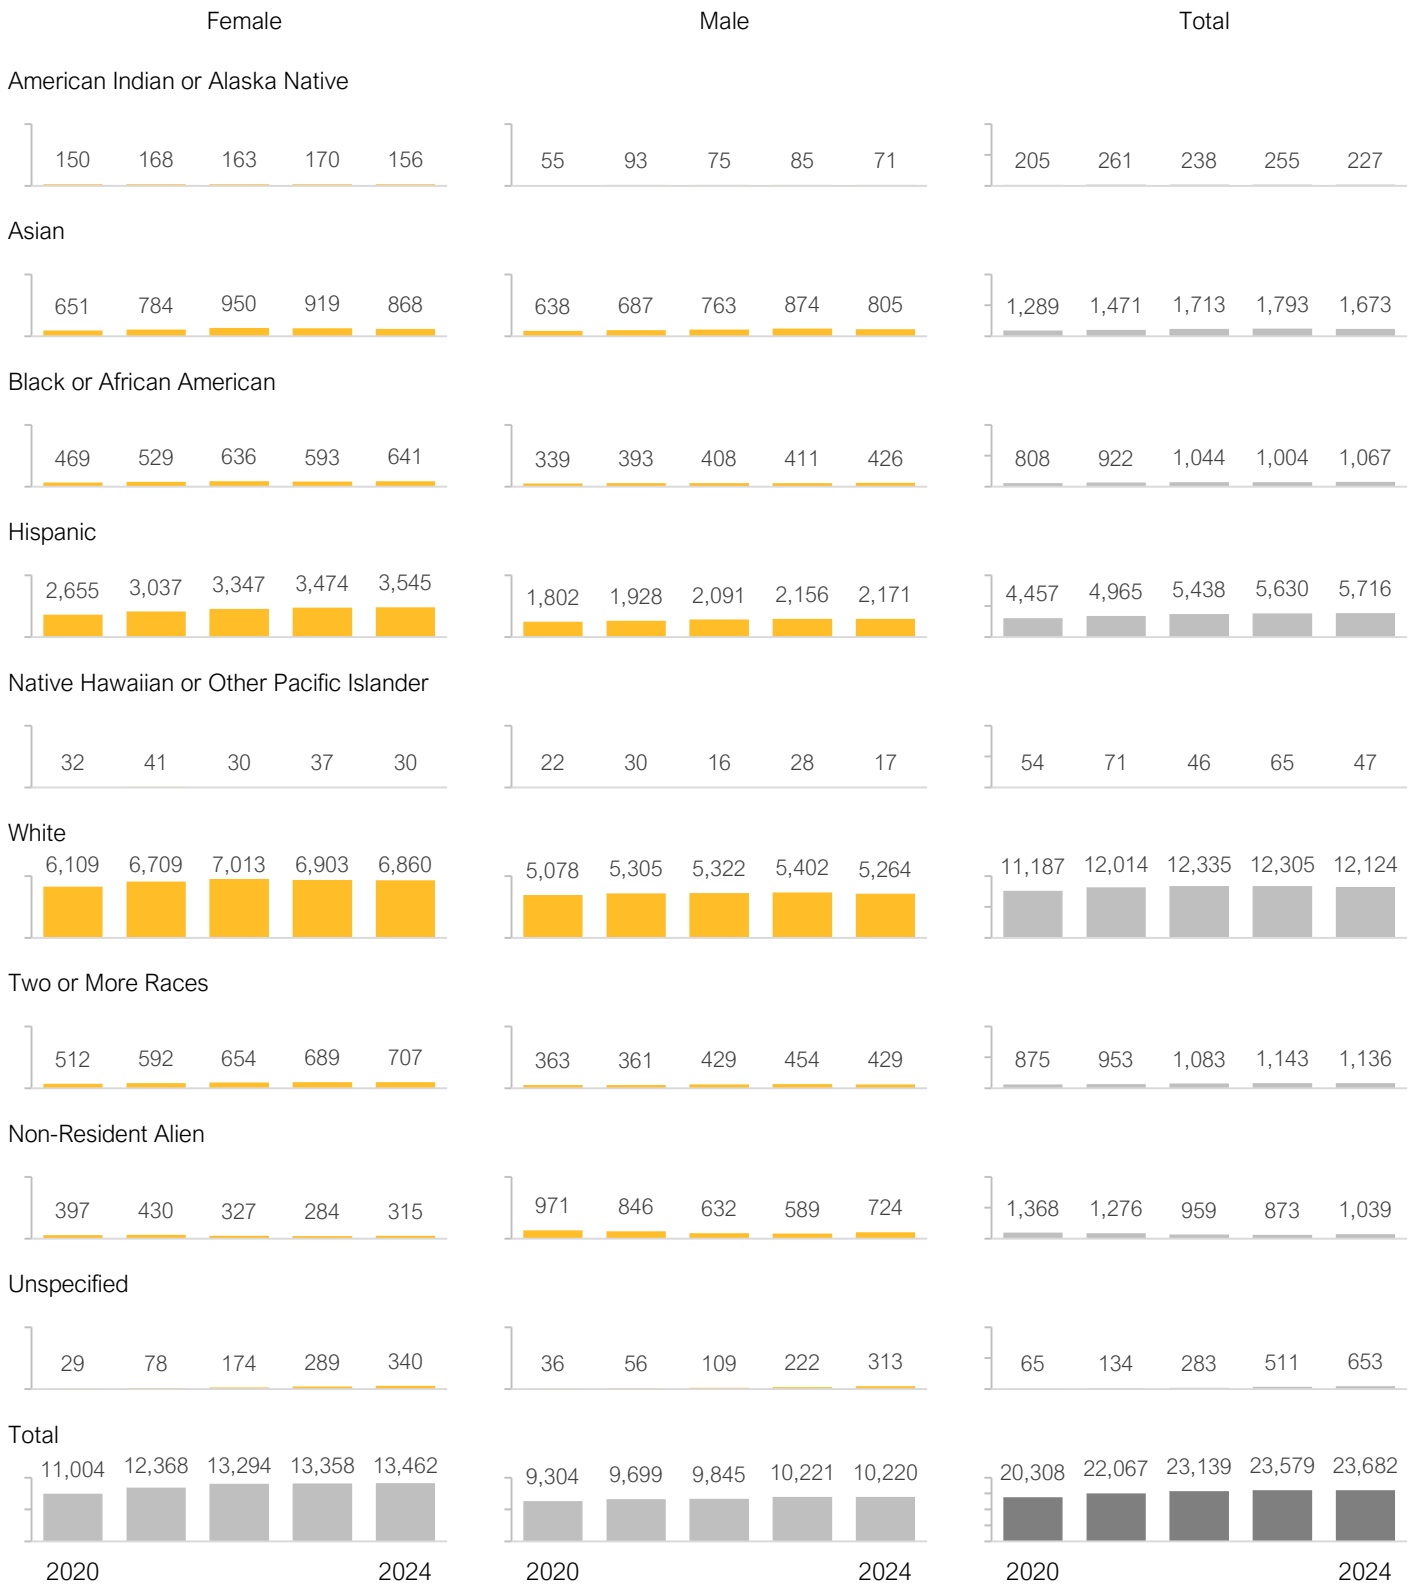 Female Male Total
American Indian or Alaska Native
150 168 163 170 156 55 93 75 85 71 205 261 238 255 227
Asian
651 784 950 919 868 638 687 763 874 805 1,289 1,471 1,713 1,793 1,673
Black or African American
469 529 636 593 641 339 393 408 411 426 808 922 1,044 1,004 1,067
Hispanic
2,655 3,037 3,347 3,474 3,545 1,802 1,928 2,091 2,156 2,171 4,457 4,965 5,438 5,630 5,716
Native Hawaiian or Other Pacific Islander
32 41 30 37 30 22 30 16 28 17 54 71 46 65 47
White
6,109 6,709 7,013 6,903 6,860 5,078 5,305 5,322 5,402 5,264 11,187 12,014 12,335 12,305 12,124
Two or More Races
512 592 654 689 707 363 361 429 454 429 875 953 1,083 1,143 1,136
Non-Resident Alien
397 430 327 284 315 971 846 632 589 724 1,368 1,276 959 873 1,039
Unspecified
29 78 174 289 340 36 56 109 222 313 65 134 283 511 653
Total
11,004 12,368 13,294 13,358 13,462 9,304 9,699 9,845 10,221 10,220 20,308 22,067 23,139 23,579 23,682
2020 2024 2020 2024 2020 2024